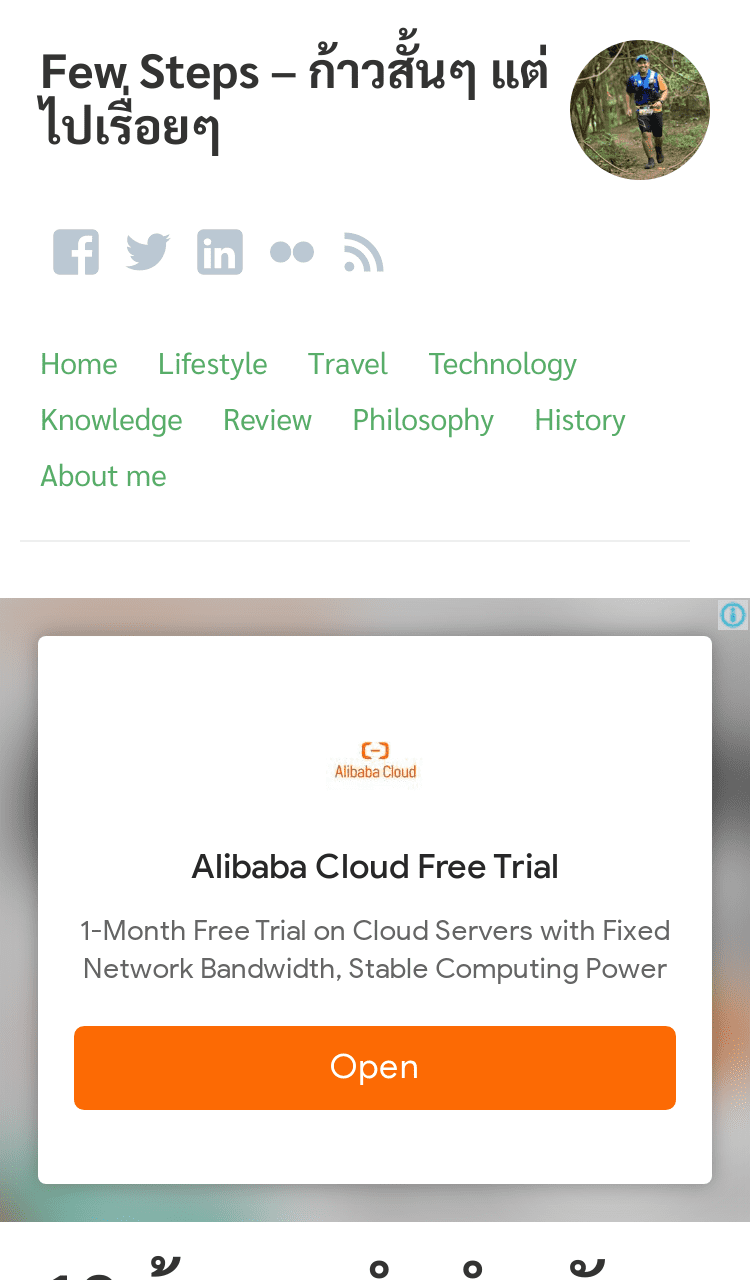 Few Steps – ก้าวสั้นๆ แต่
ไปเรื่อยๆ
Home Lifestyle Travel Technology
Knowledge Review Philosophy History
About me
Alibaba Cloud
Alibaba Cloud Free Trial
1-Month Free Trial on Cloud Servers with Fixed
Network Bandwidth, Stable Computing Power
Open